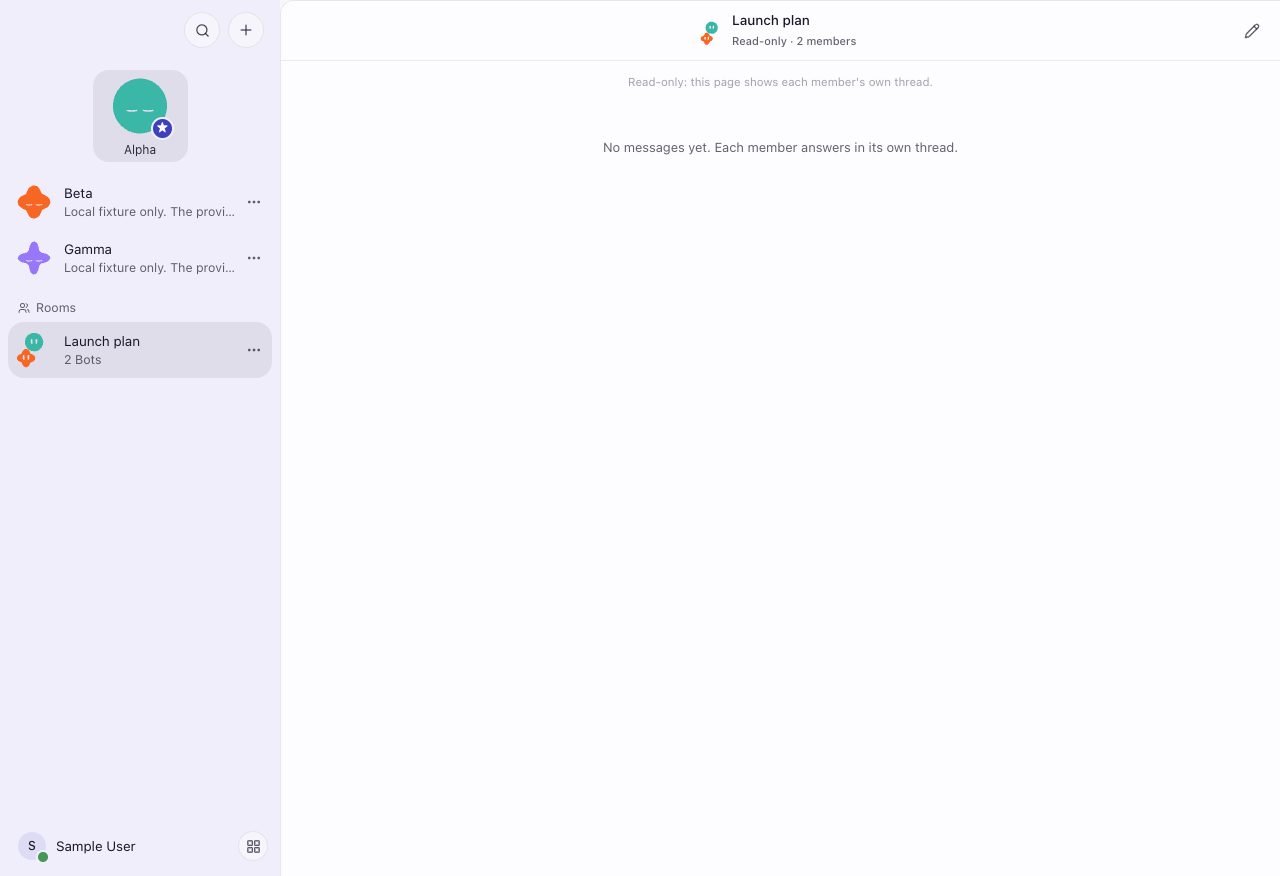 Alpha
Beta
Local fixture only. The provi...
Gamma
Local fixture only. The provi...
Rooms
Launch plan
2 Bots
S
Sample User
Launch plan
Read-only · 2 members
Read-only: this page shows each member's own thread.
No messages yet. Each member answers in its own thread.